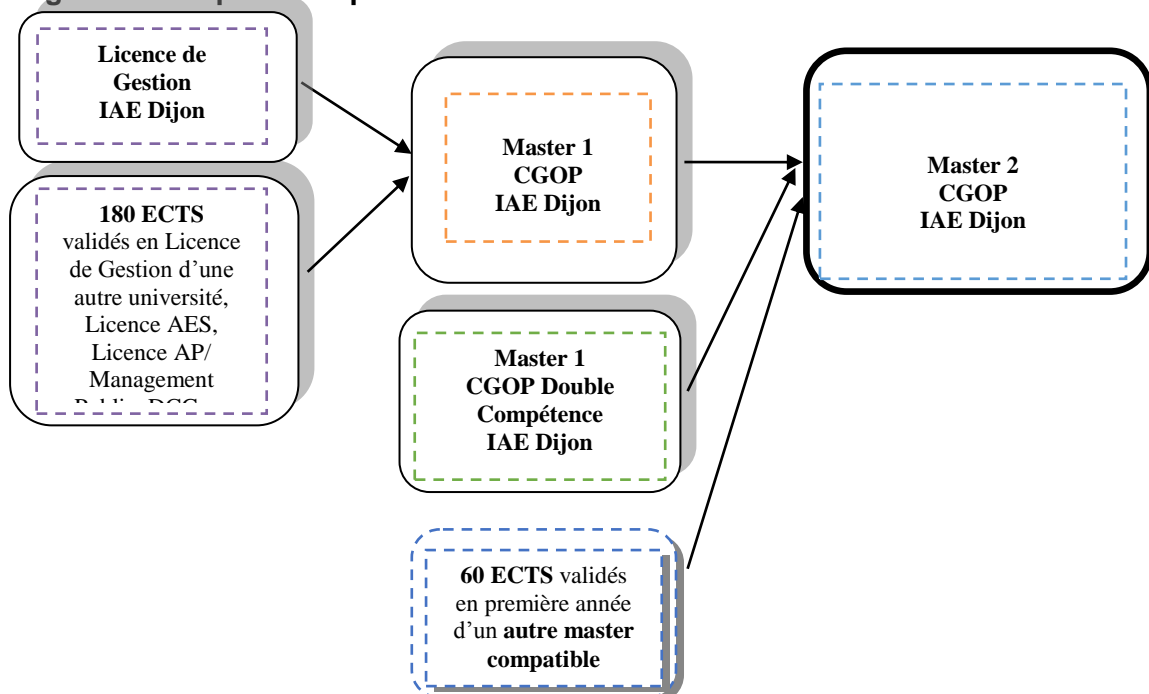 Licence de
Gestion
IAE Dijon
180 ECTS
validés en Licence
de Gestion d'une
autre université,
Licence AES,
Licence AP/
Management
Master 1
CGOP
IAE Dijon
Master 1
CGOP Double
Compétence
IAE Dijon
60 ECTS validés
en première année
d'un autre master
compatible
Master 2
CGOP
IAE Dijon